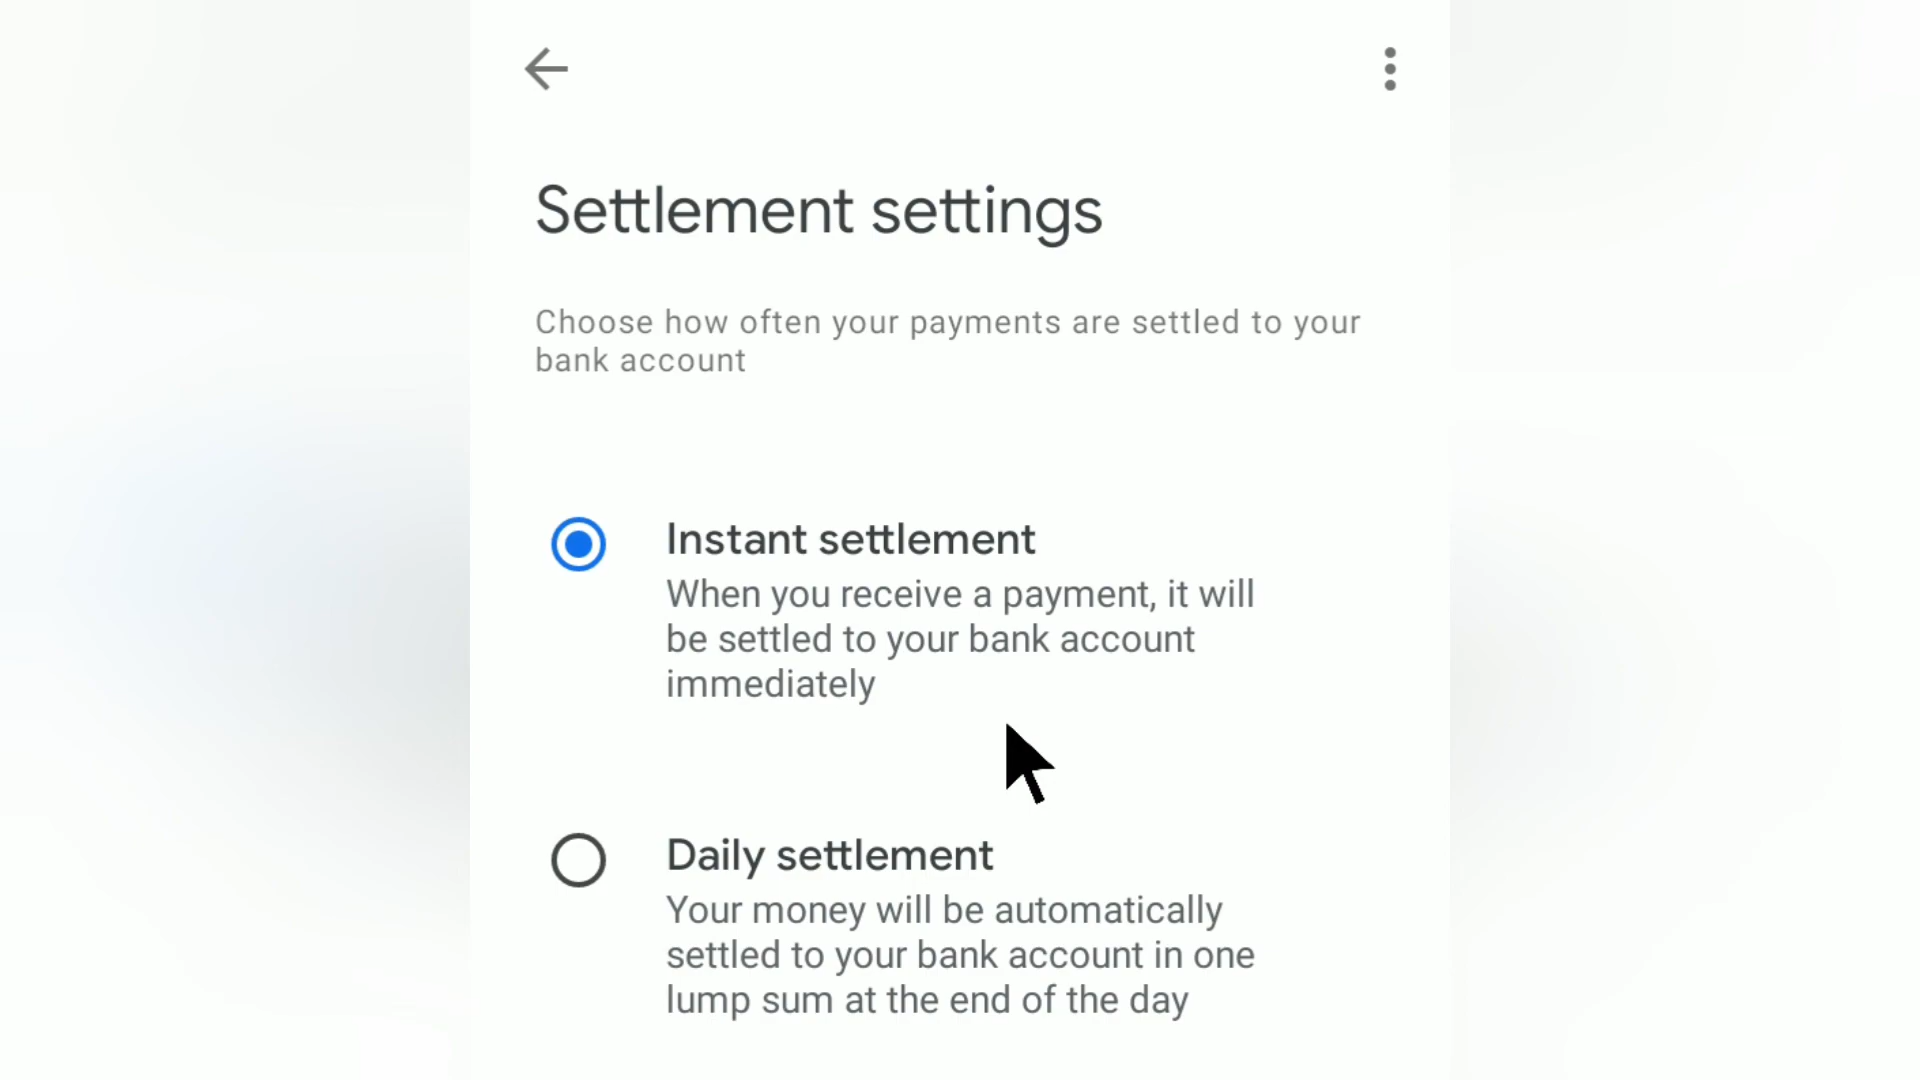 Settlement settings
Choose how often your payments are settled to your
bank account
Instant settlement
When you receive a payment, it will
be settled to your bank account
immediately
Daily settlement
Your money will be automatically
settled to your bank account in one
lump sum at the end of the day